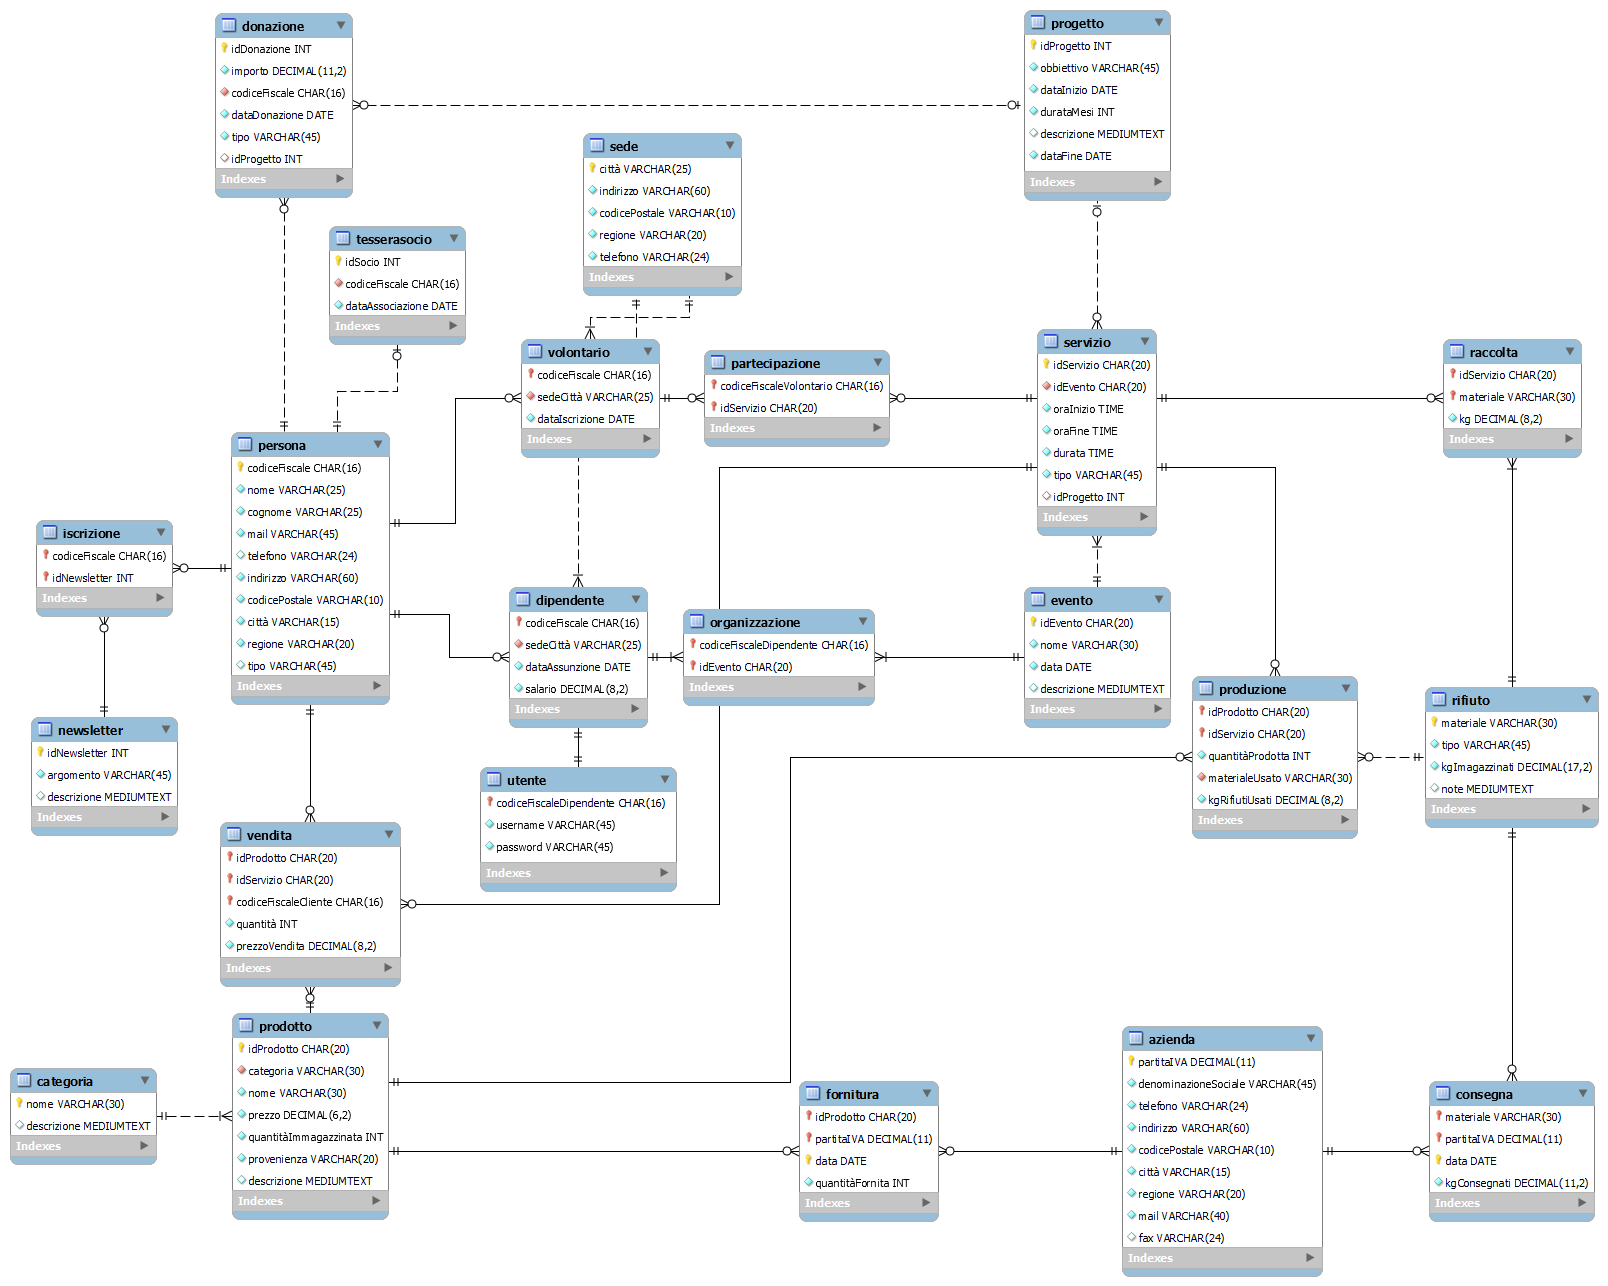 donazione
idDonazione INT
importo DECIMAL(11,2)
codiceFiscale CHAR(16)
dataDonazione DATE
tipo VARCHAR(45)
idProgetto INT
Indexes
progetto
idProgetto INT
obbiettivo VARCHAR(45)
dataInizio DATE
durataMesi INT
descrizione MEDIUMTEXT
dataFine DATE
Indexes
sede
città VARCHAR(25)
indirizzo VARCHAR(60)
codicePostale VARCHAR(10)
regione VARCHAR(20)
telefono VARCHAR(24)
Indexes
tesserasocio
idSocio INT
codiceFiscale CHAR(16)
dataAssociazione DATE
Indexes
volontario
codiceFiscale CHAR(16)
sedeCittà VARCHAR(25)
dataIscrizione DATE
Indexes
partecipazione
codiceFiscaleVolontario CHAR(16)
idServizio CHAR(20)
Indexes
servizio
idServizio CHAR(20)
idEvento CHAR(20)
oraInizio TIME
oraFine TIME
durata TIME
tipo VARCHAR(45)
idProgetto INT
Indexes
raccolta
idServizio CHAR(20)
materiale VARCHAR(30)
kg DECIMAL(8,2)
Indexes
persona
codiceFiscale CHAR(16)
nome VARCHAR(25)
cognome VARCHAR(25)
mail VARCHAR(45)
telefono VARCHAR(24)
indirizzo VARCHAR(60)
codicePostale VARCHAR(10)
città VARCHAR(15)
regione VARCHAR(20)
tipo VARCHAR(45)
Indexes
iscrizione
codiceFiscale CHAR(16)
idNewsletter INT
Indexes
dipendente
codiceFiscale CHAR(16)
sedeCittà VARCHAR(25)
dataAssunzione DATE
salario DECIMAL(8,2)
Indexes
organizzazione
codiceFiscaleDipendente CHAR(16)
idEvento CHAR(20)
Indexes
evento
idEvento CHAR(20)
nome VARCHAR(30)
data DATE
descrizione MEDIUMTEXT
Indexes
produzione
idProdotto CHAR(20)
idServizio CHAR(20)
quantitàProdotta INT
materialeUsato VARCHAR(30)
kgRifiutiUsati DECIMAL(8,2)
Indexes
rifiuto
materiale VARCHAR(30)
tipo VARCHAR(45)
kgImagazzinati DECIMAL(17,2)
note MEDIUMTEXT
Indexes
newsletter
idNewsletter INT
argomento VARCHAR(45)
descrizione MEDIUMTEXT
Indexes
utente
codiceFiscaleDipendente CHAR(16)
username VARCHAR(45)
password VARCHAR(45)
Indexes
vendita
idProdotto CHAR(20)
idServizio CHAR(20)
codiceFiscaleCliente CHAR(16)
quantità INT
prezzoVendita DECIMAL(8,2)
Indexes
prodotto
idProdotto CHAR(20)
categoria VARCHAR(30)
nome VARCHAR(30)
prezzo DECIMAL(6,2)
quantitàImmagazzinata INT
provenienza VARCHAR(20)
descrizione MEDIUMTEXT
Indexes
categoria
nome VARCHAR(30)
descrizione MEDIUMTEXT
Indexes
fornitura
idProdotto CHAR(20)
partitaIVA DECIMAL(11)
data DATE
quantitàFornita INT
Indexes
azienda
partitaIVA DECIMAL(11)
denominazioneSociale VARCHAR(45)
telefono VARCHAR(24)
indirizzo VARCHAR(60)
codicePostale VARCHAR(10)
città VARCHAR(15)
regione VARCHAR(20)
mail VARCHAR(40)
fax VARCHAR(24)
Indexes
consegna
materiale VARCHAR(30)
partitaIVA DECIMAL(11)
data DATE
kgConsegnati DECIMAL(11,2)
Indexes